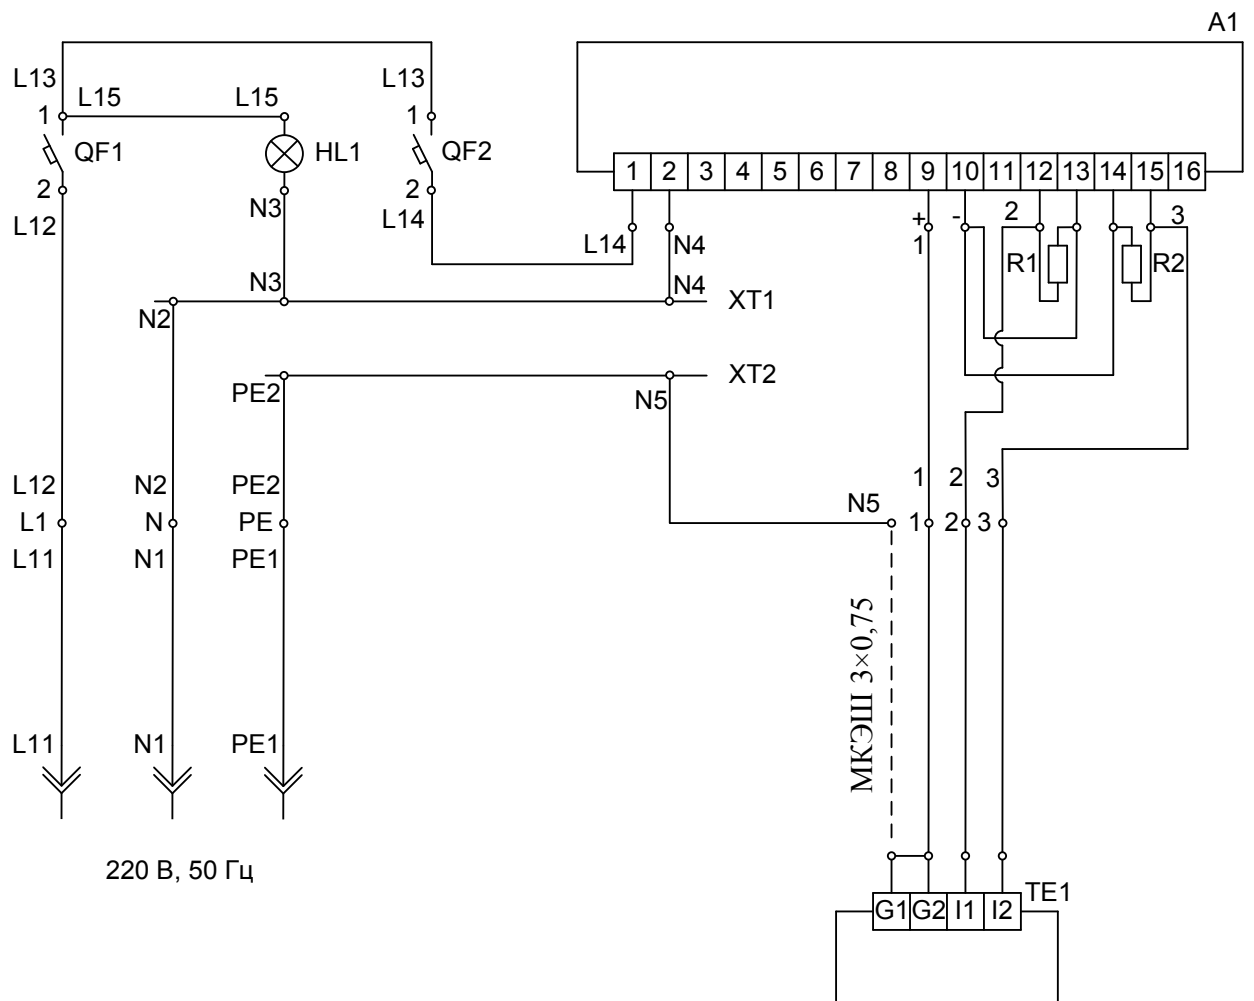 A1
L13 L13
L15 L15
1 1
QF1 HL1 QF2
1 2 3 4 5 6 7 8 9 10 11 12 13 14 15 16
2 2
L12 N3 L14
+ - 2 3
L14 N4 1
R1 R2
N3 N4
N2 XT1
XT2
PE2 N5
L12 N2 PE2 1 2 3
N5
L1 N PE 1 2 3
L11 N1 PE1
МКЭШ 3×0,75
L11 N1 PE1
220 В, 50 Гц
TE1
G1 G2 I1 I2